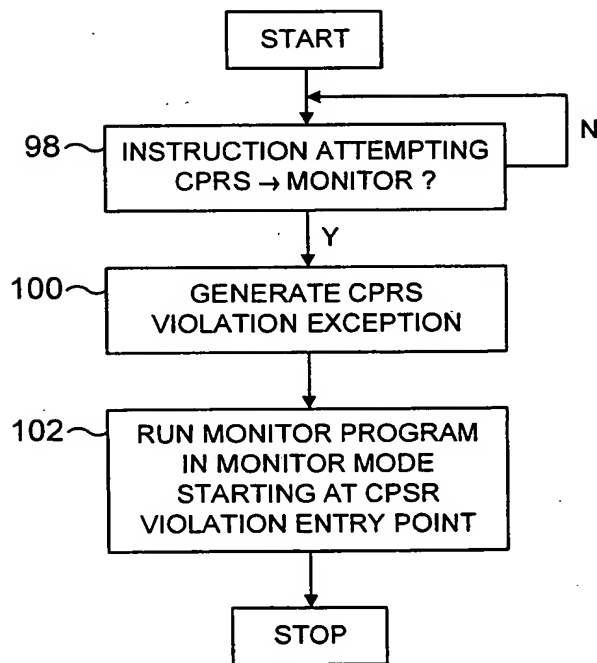 START
N
98
INSTRUCTION ATTEMPTING
CPRS → MONITOR ?
Y
100
GENERATE CPRS
VIOLATION EXCEPTION
102
RUN MONITOR PROGRAM
IN MONITOR MODE
STARTING AT CPSR
VIOLATION ENTRY POINT
STOP